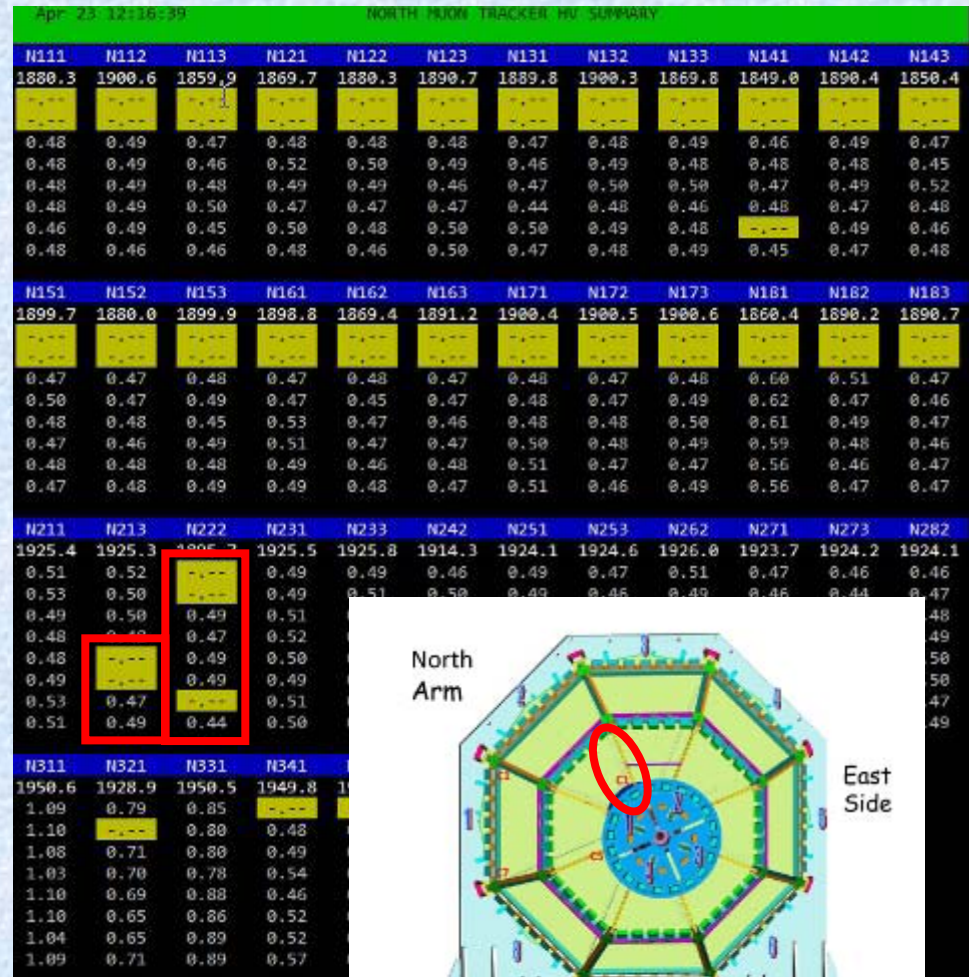 Apr 23 12:16:39 NORTH MUON TRACKER HV SUMMARY
N111 N112 N113 N121 N122 N123 N131 N132 N133 N141 N142 N143
1880.3 1900.6 1859.9 1869.7 1880.3 1890.7 1889.8 1900.3 1869.8 1849.0 1890.4 1850.4
-.-- -.-- -.-- -.-- -.-- -.-- -.-- -.-- -.-- -.-- -.-- -.--
-.-- -.-- -.-- -.-- -.-- -.-- -.-- -.-- -.-- -.-- -.-- -.--
0.48 0.49 0.47 0.48 0.48 0.48 0.47 0.48 0.49 0.46 0.49 0.47
0.48 0.49 0.46 0.52 0.50 0.49 0.46 0.49 0.48 0.48 0.48 0.45
0.48 0.49 0.48 0.49 0.49 0.46 0.47 0.50 0.50 0.47 0.49 0.52
0.48 0.49 0.50 0.47 0.47 0.47 0.44 0.48 0.46 0.48 0.47 0.48
0.46 0.49 0.45 0.50 0.48 0.50 0.50 0.49 0.48 -.-- 0.49 0.46
0.48 0.46 0.46 0.48 0.46 0.50 0.47 0.48 0.49 0.45 0.47 0.48
N151 N152 N153 N161 N162 N163 N171 N172 N173 N181 N182 N183
1899.7 1880.0 1899.9 1898.8 1869.4 1891.2 1900.4 1900.5 1900.6 1860.4 1890.2 1890.7
-.-- -.-- -.-- -.-- -.-- -.-- -.-- -.-- -.-- -.-- -.-- -.--
-.-- -.-- -.-- -.-- -.-- -.-- -.-- -.-- -.-- -.-- -.-- -.--
0.47 0.47 0.48 0.47 0.48 0.47 0.48 0.47 0.48 0.60 0.51 0.47
0.50 0.47 0.49 0.47 0.45 0.47 0.48 0.47 0.49 0.62 0.47 0.46
0.48 0.48 0.45 0.53 0.47 0.46 0.48 0.48 0.50 0.61 0.49 0.47
0.47 0.46 0.49 0.51 0.47 0.47 0.50 0.48 0.49 0.59 0.48 0.46
0.48 0.48 0.48 0.49 0.46 0.48 0.51 0.47 0.47 0.56 0.46 0.47
0.47 0.48 0.49 0.49 0.48 0.47 0.51 0.46 0.49 0.56 0.47 0.47
N211 N213 N222 N231 N233 N242 N251 N253 N262 N271 N273 N282
1925.4 1925.3 1925.5 1925.8 1914.3 1924.1 1924.6 1926.0 1923.7 1924.2 1924.1
0.51 0.52 -.-- 0.49 0.49 0.46 0.49 0.47 0.51 0.47 0.46 0.46
0.53 0.50 -.-- 0.49 0.51 0.50 0.49 0.46 0.49 0.46 0.44 0.47
0.49 0.50 0.49 0.51 .48
0.48 0.47 0.52 .49
0.48 -.-- 0.49 0.50 .50
0.49 -.-- 0.49 0.49 .50
0.53 0.47 -.-- 0.51 .47
0.51 0.49 0.44 0.50 .49
N311 N321 N331 N341
1950.6 1928.9 1950.5 1949.8
1.09 0.79 0.85 -.--
1.10 -.-- 0.80 0.48
1.08 0.71 0.80 0.49
1.03 0.70 0.78 0.54
1.10 0.69 0.88 0.46
1.10 0.65 0.86 0.52
1.04 0.65 0.89 0.52
1.09 0.71 0.89 0.57
North
Arm
East
Side